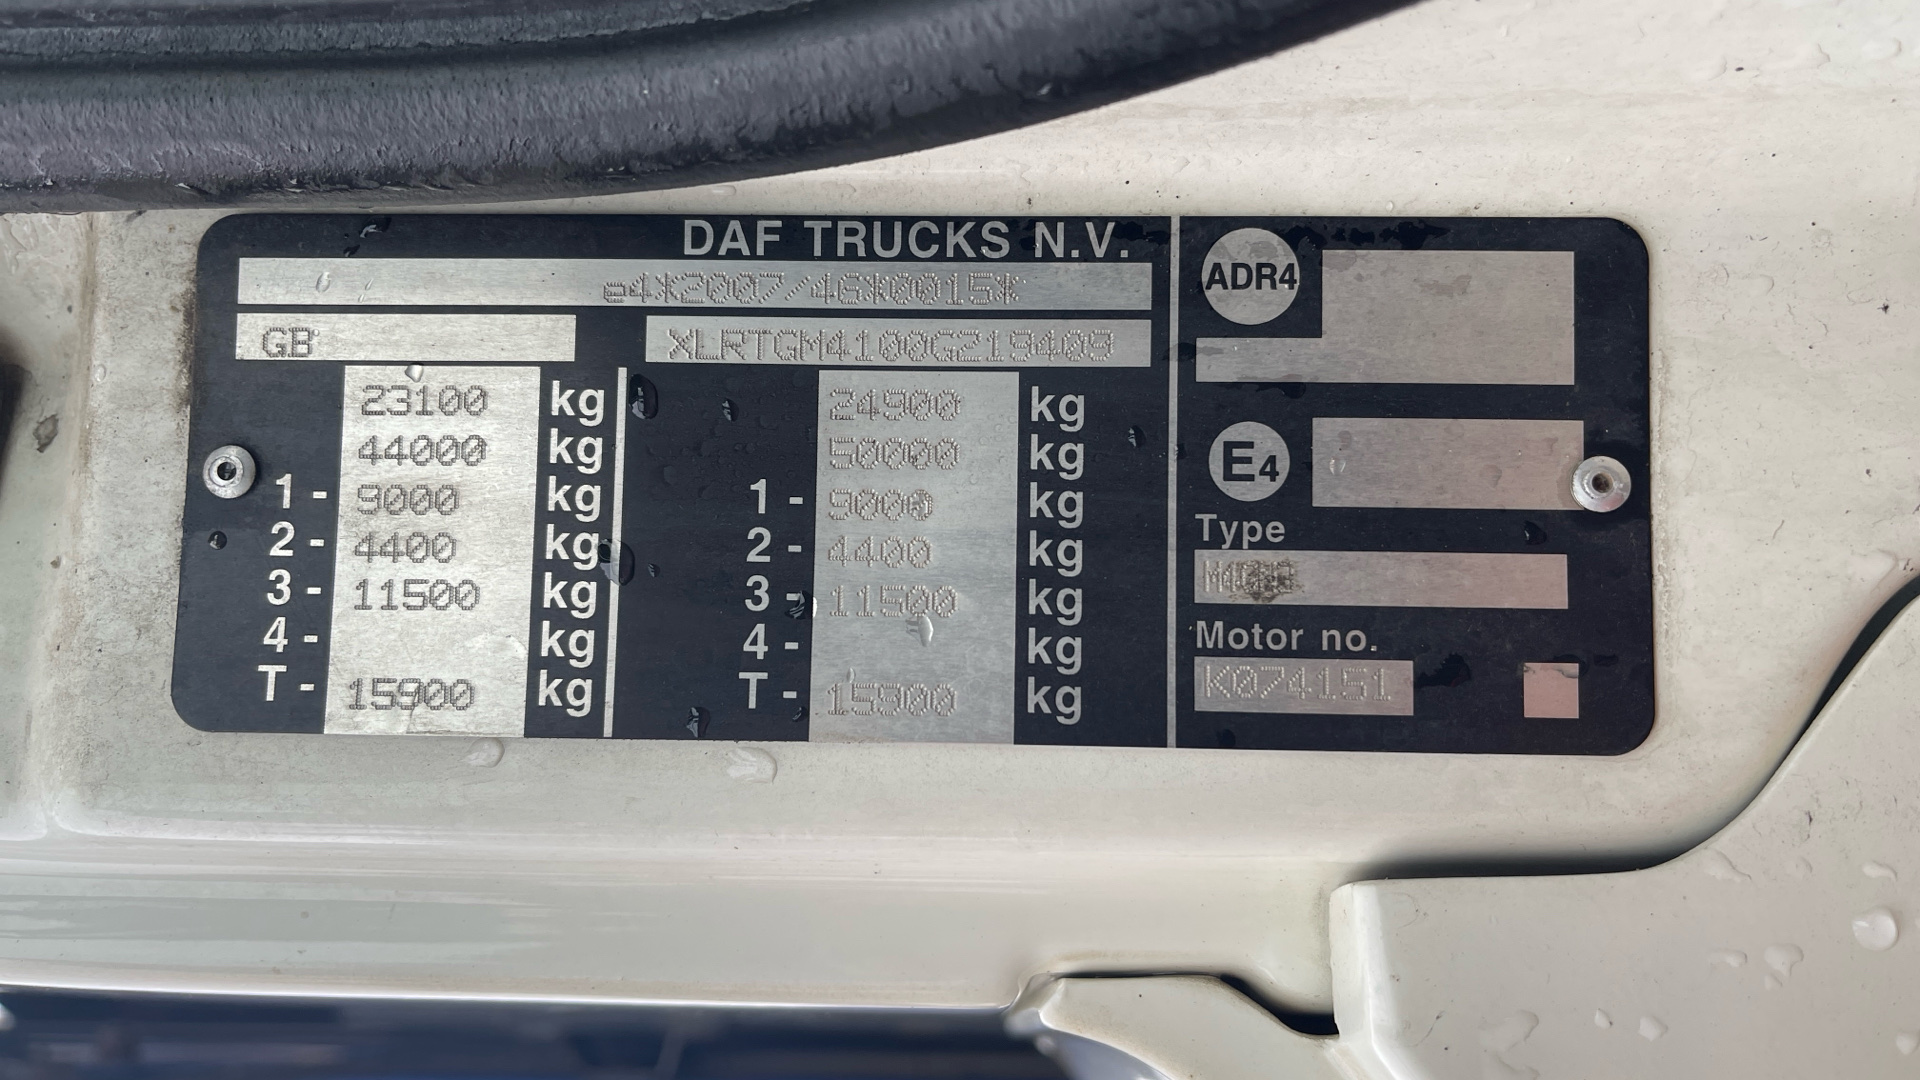 DAF TRUCKS N.V.
e4*2007/46*0015*
GB XLRTGM4100G219409
23100 kg 24900 kg
44000 kg 50000 kg
1 - 9000 kg 1 - 9000 kg
2 - 4400 kg 2 - 4400 kg
3 - 11500 kg 3 - 11500 kg
4 - kg 4 - kg
T - 15900 kg T - 15900 kg
ADR4
E4
Type
Motor no.
K074151